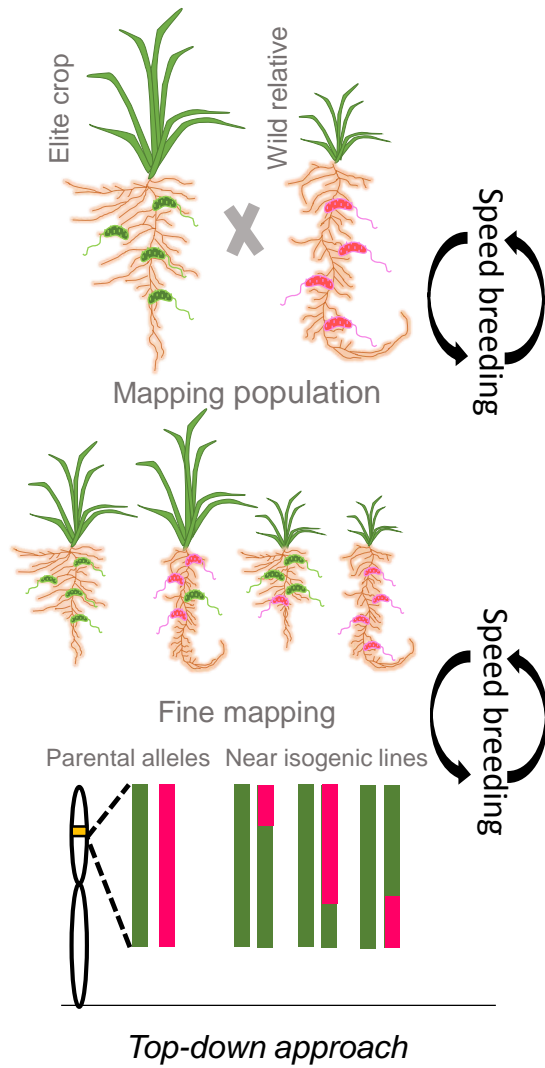 Elite crop
Wild relative
Speed breeding
Mapping population
Fine mapping
Speed breeding
Parental alleles
Near isogenic lines
Top-down approach